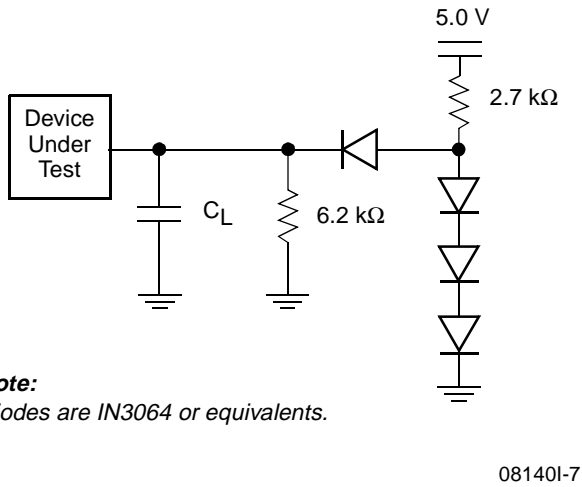 5.0 V
2.7 kΩ
Device
Under
Test
C_L
6.2 kΩ
ote:
iodes are IN3064 or equivalents.
08140I-7